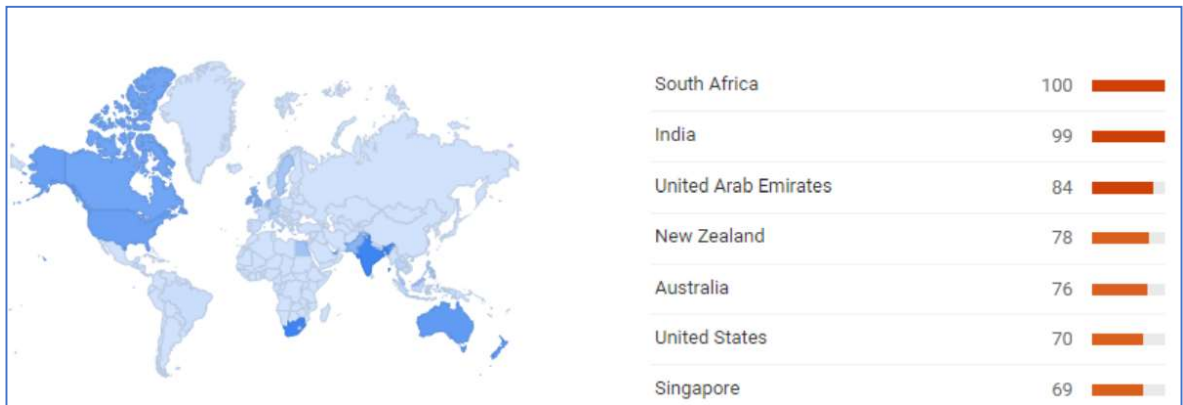 South Africa 100
India 99
United Arab Emirates 84
New Zealand 78
Australia 76
United States 70
Singapore 69